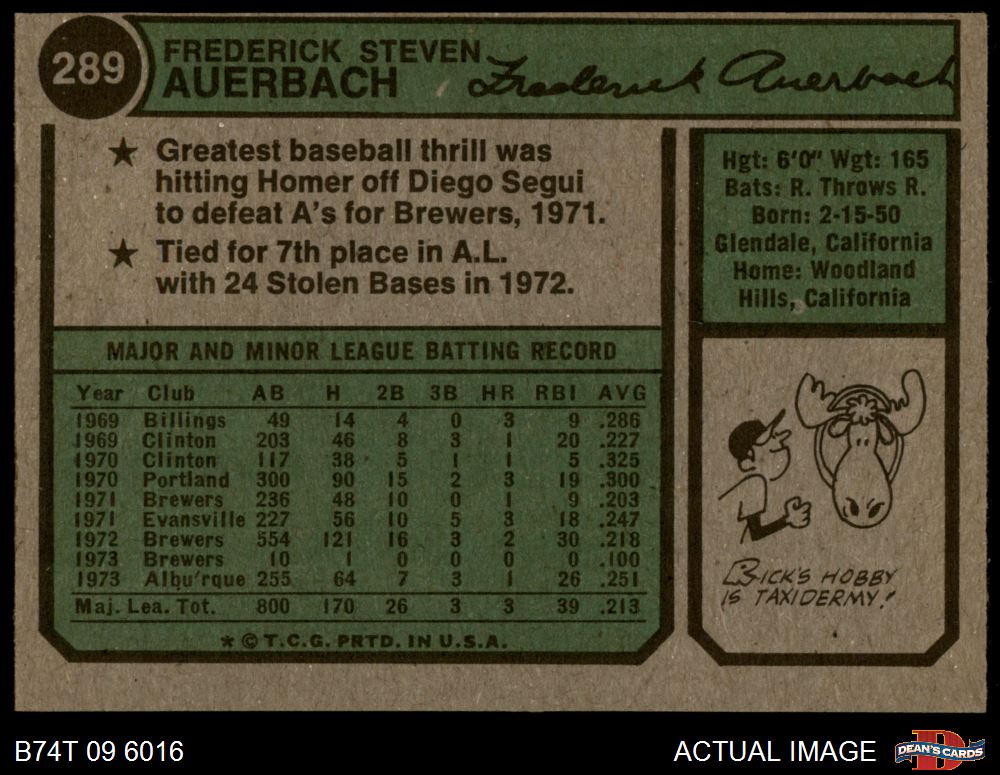 289
FREDERICK STEVEN
AUERBACH
Frederick Auerbach
★ Greatest baseball thrill was
hitting Homer off Diego Segui
to defeat A's for Brewers, 1971.
★ Tied for 7th place in A.L.
with 24 Stolen Bases in 1972.
Hgt: 6'0" Wgt: 165
Bats: R. Throws R.
Born: 2-15-50
Glendale, California
Home: Woodland
Hills, California
MAJOR AND MINOR LEAGUE BATTING RECORD
Year Club AB H 2B 3B HR RBI AVG
1969 Billings 49 14 4 0 3 9 .286
1969 Clinton 203 46 8 3 1 20 .227
1970 Clinton 117 38 5 1 1 5 .325
1970 Portland 300 90 15 2 3 19 .300
1971 Brewers 236 48 10 0 1 9 .203
1971 Evansville 227 56 10 5 3 18 .247
1972 Brewers 554 121 16 3 2 30 .218
1973 Brewers 10 1 0 0 0 0 .100
1973 Albu'rque 255 64 7 3 1 26 .251
Maj. Lea. Tot. 800 170 26 3 3 39 .213
* © T.C.G. PRTD. IN U.S.A.
RICK'S HOBBY
IS TAXIDERMY!
B74T 09 6016
ACTUAL IMAGE
D
DEAN'S CARDS